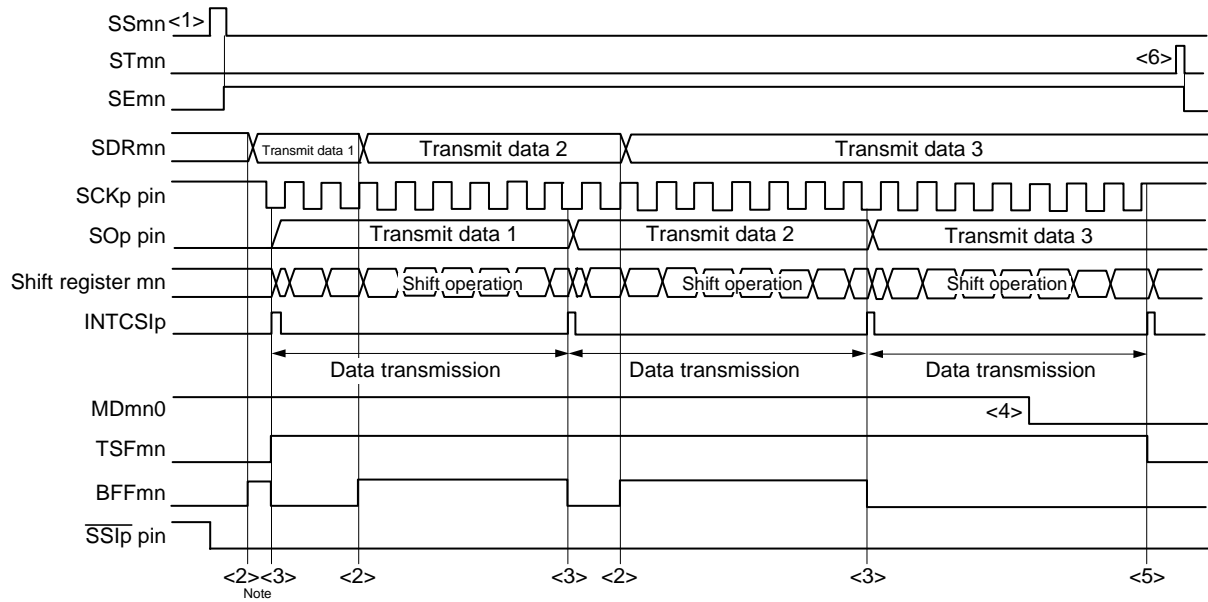 SSmn <1>
STmn <6>
SEmn
SDRmn Transmit data 1 Transmit data 2 Transmit data 3
SCKp pin
SOp pin Transmit data 1 Transmit data 2 Transmit data 3
Shift register mn Shift operation Shift operation Shift operation
INTCSIp
Data transmission Data transmission Data transmission
MDmn0 <4>
TSFmn
BFFmn
SSIp pin
<2> <3> <2> <3> <2> <3> <5>
Note